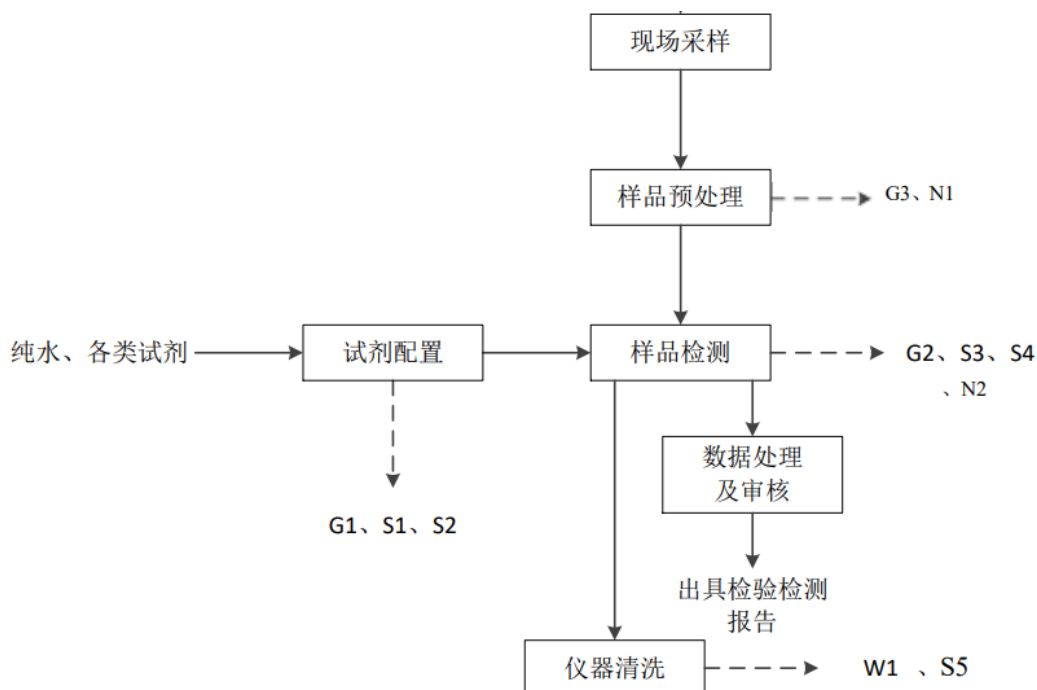 现场采样
样品预处理
G3、N1
纯水、各类试剂
试剂配置
样品检测
G2、S3、S4
、N2
数据处理
及审核
G1、S1、S2
出具检验检测
报告
仪器清洗
W1 、S5